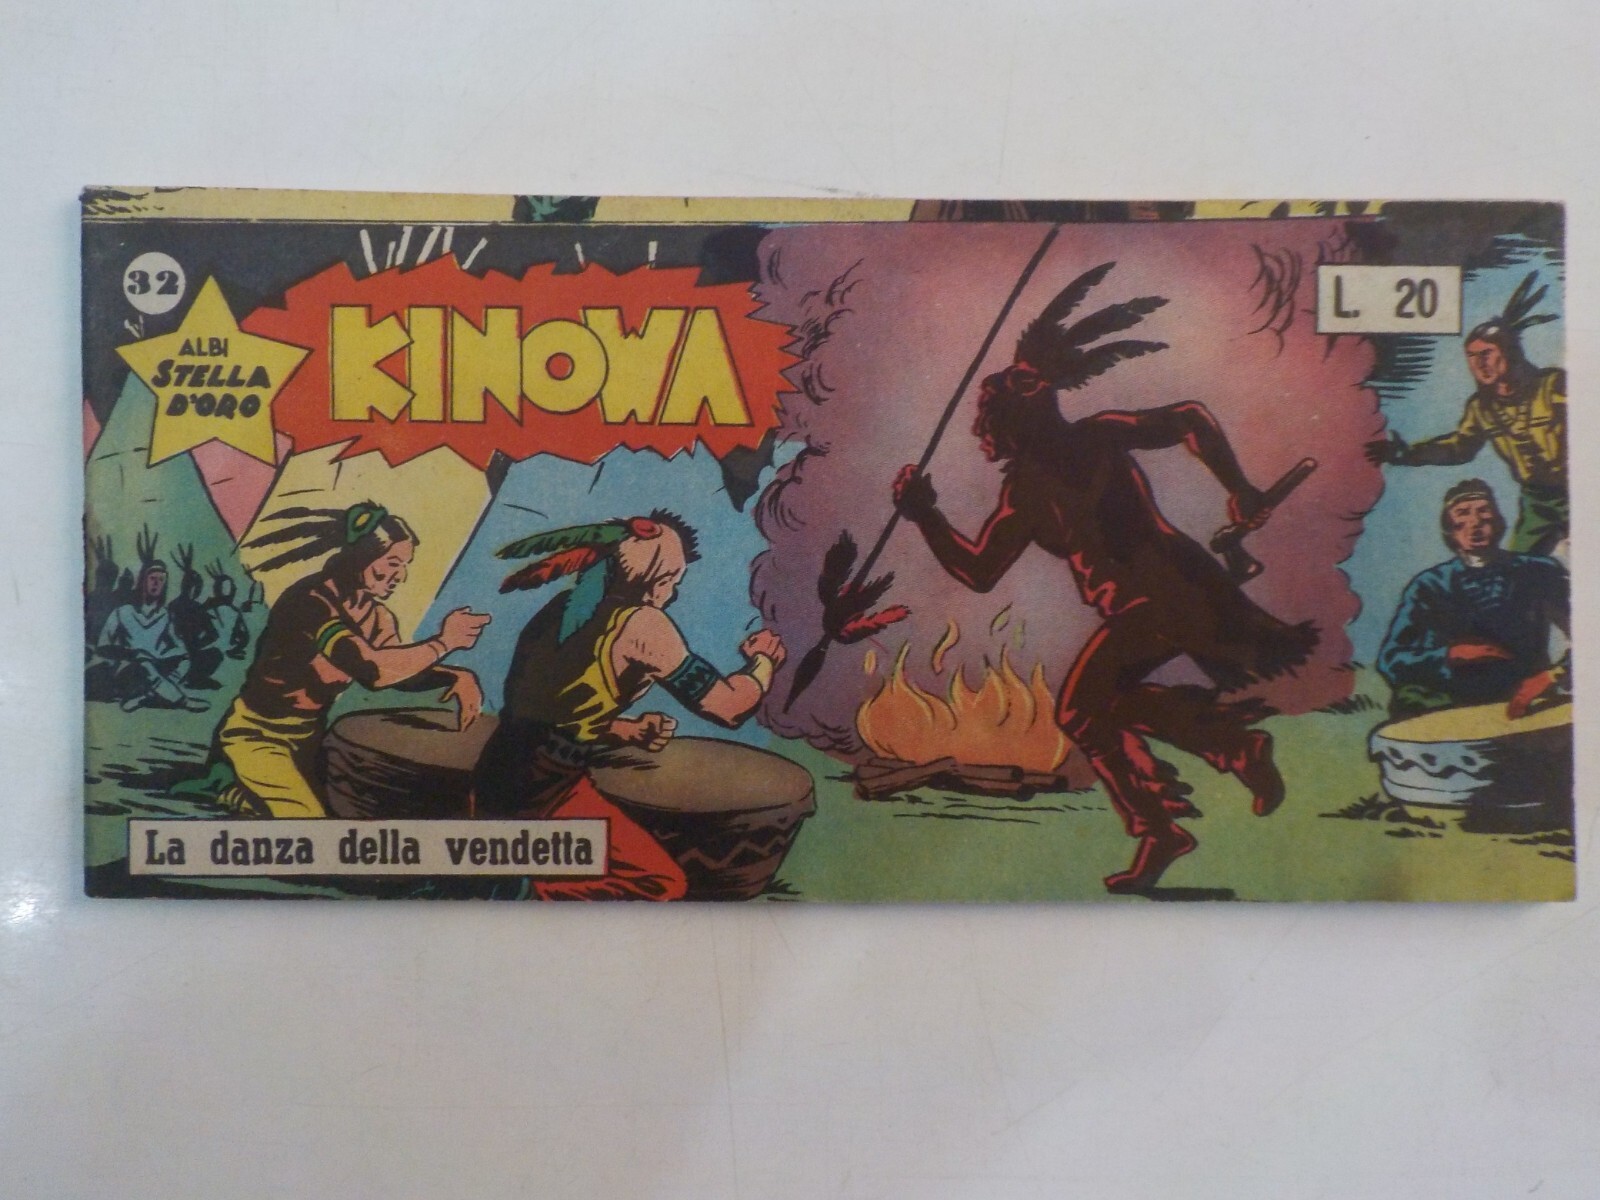 32
ALBI
STELLA
D'ORO
KINOWA
L. 20
La danza della vendetta